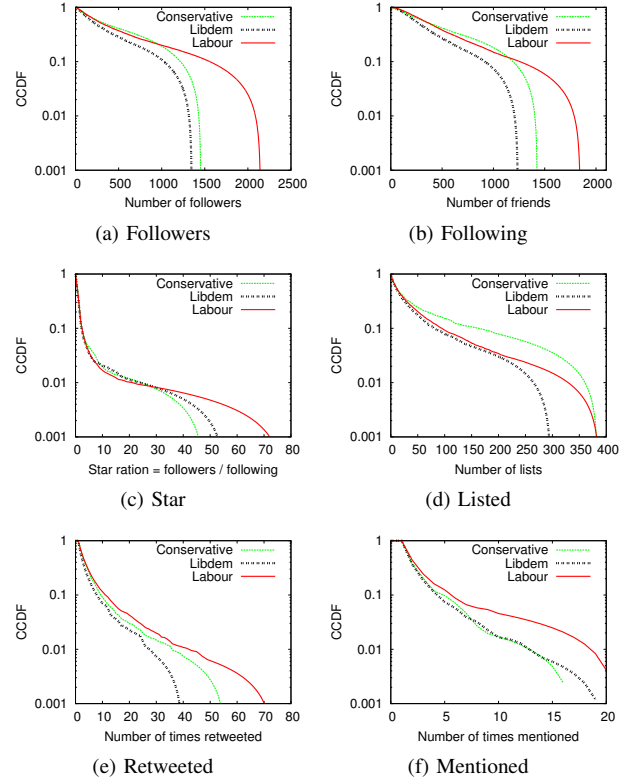 1
0.1
0.01
0.001
CCDF
Conservative
Libdem
Labour
0 500 1000 1500 2000 2500
Number of followers
(a) Followers
1
0.1
0.01
0.001
CCDF
Conservative
Libdem
Labour
0 500 1000 1500 2000
Number of friends
(b) Following
1
0.1
0.01
0.001
CCDF
Conservative
Libdem
Labour
0 10 20 30 40 50 60 70 80
Star ration = followers / following
(c) Star
1
0.1
0.01
0.001
CCDF
Conservative
Libdem
Labour
0 50 100 150 200 250 300 350 400
Number of lists
(d) Listed
1
0.1
0.01
0.001
CCDF
Conservative
Libdem
Labour
0 10 20 30 40 50 60 70 80
Number of times retweeted
(e) Retweeted
1
0.1
0.01
0.001
CCDF
Conservative
Libdem
Labour
0 5 10 15 20
Number of times mentioned
(f) Mentioned